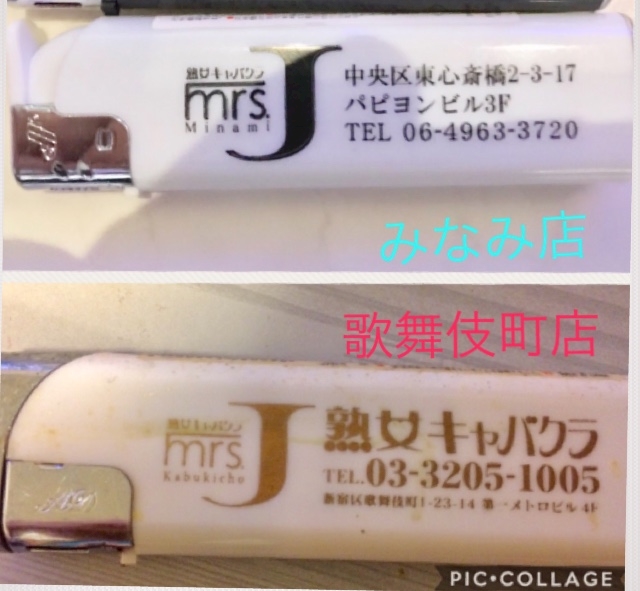 熟女キャバクラ
mrs.J
Minami
中央区東心斎橋2-3-17
パピヨンビル3F
TEL 06-4963-3720
みなみ店
歌舞伎町店
熟女キャバクラ
mrs.J
Kabukicho
熟女キャバクラ
TEL.03-3205-1005
新宿区歌舞伎町1-23-14 第一メトロビル4F
PIC•COLLAGE